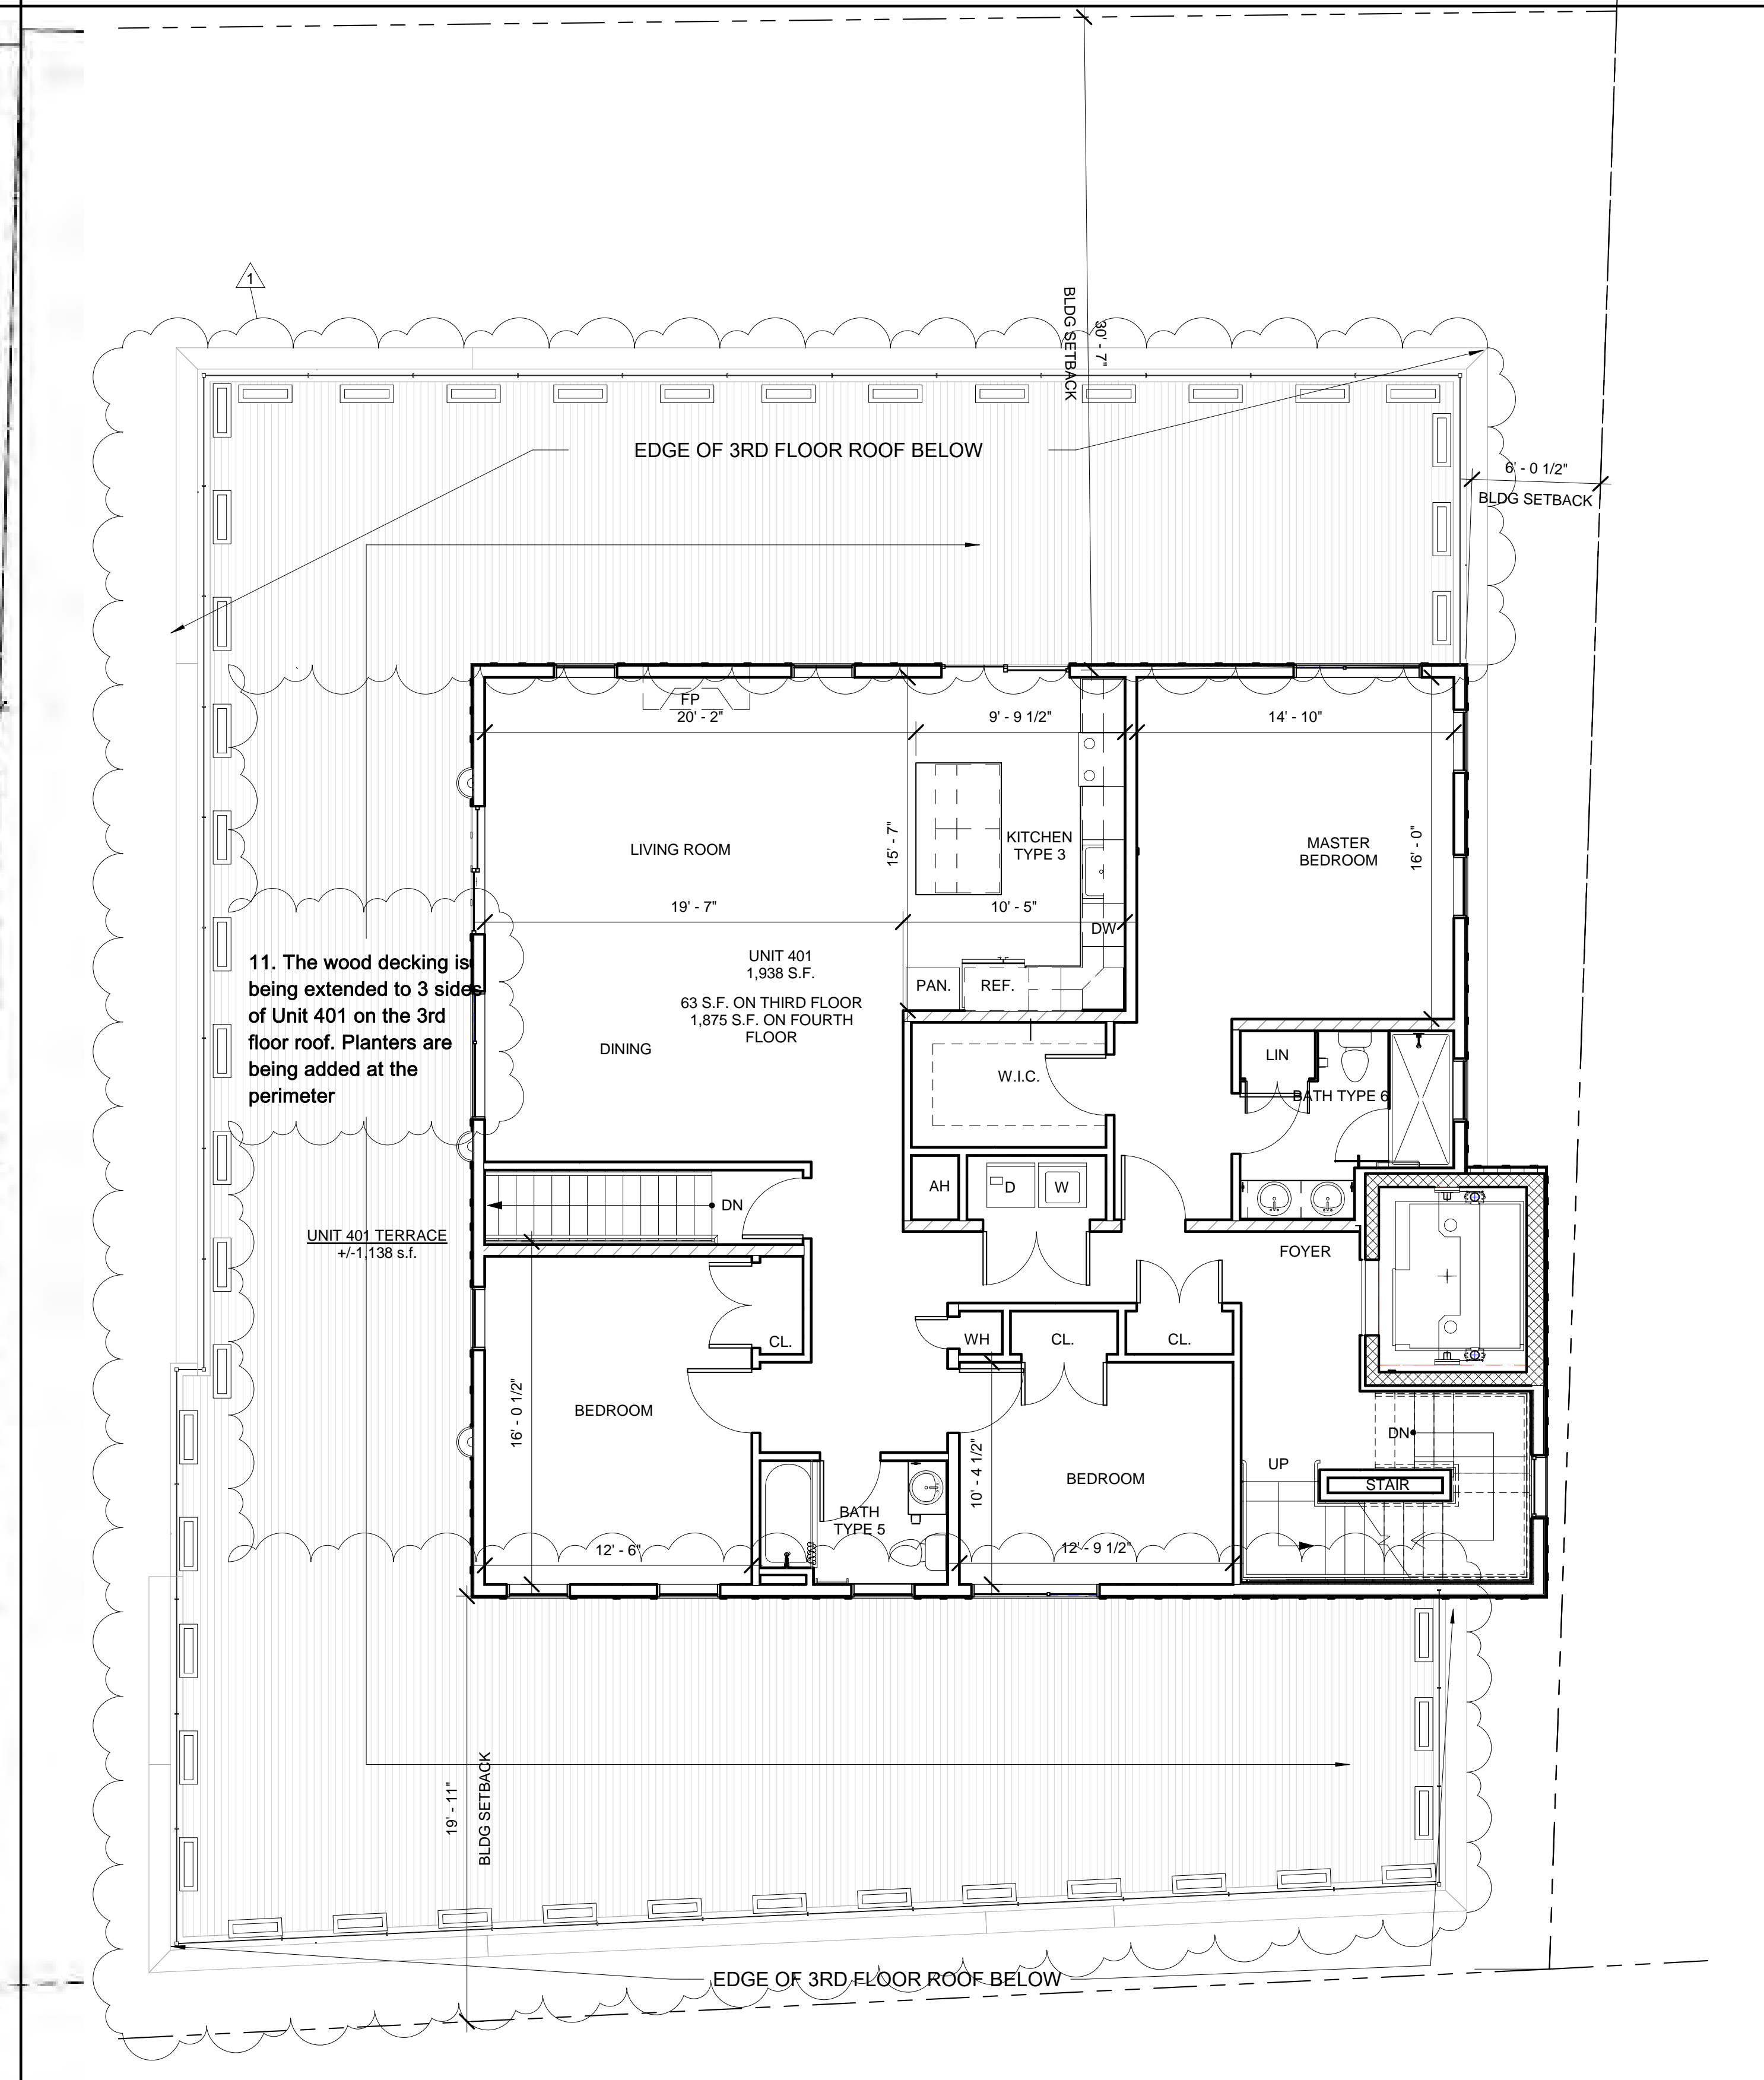 1
BLDG SETBACK
30' - 7"
EDGE OF 3RD FLOOR ROOF BELOW
6' - 0 1/2"
BLDG SETBACK
FP
20' - 2"
9' - 9 1/2"
14' - 10"
LIVING ROOM
15' - 7"
KITCHEN
TYPE 3
MASTER
BEDROOM
16' - 0"
19' - 7"
10' - 5"
DW
11. The wood decking is
being extended to 3 sides
of Unit 401 on the 3rd
floor roof. Planters are
being added at the
perimeter
UNIT 401
1,938 S.F.
63 S.F. ON THIRD FLOOR
1,875 S.F. ON FOURTH
FLOOR
PAN.
REF.
DINING
W.I.C.
LIN
BATH TYPE 6
AH
D
W
DN
UNIT 401 TERRACE
+/-1,138 s.f.
FOYER
CL.
WH
CL.
CL.
16' - 0 1/2"
BEDROOM
10' - 4 1/2"
BEDROOM
DN
UP
STAIR
BATH
TYPE 5
12' - 6"
12' - 9 1/2"
19' - 11"
BLDG SETBACK
EDGE OF 3RD FLOOR ROOF BELOW